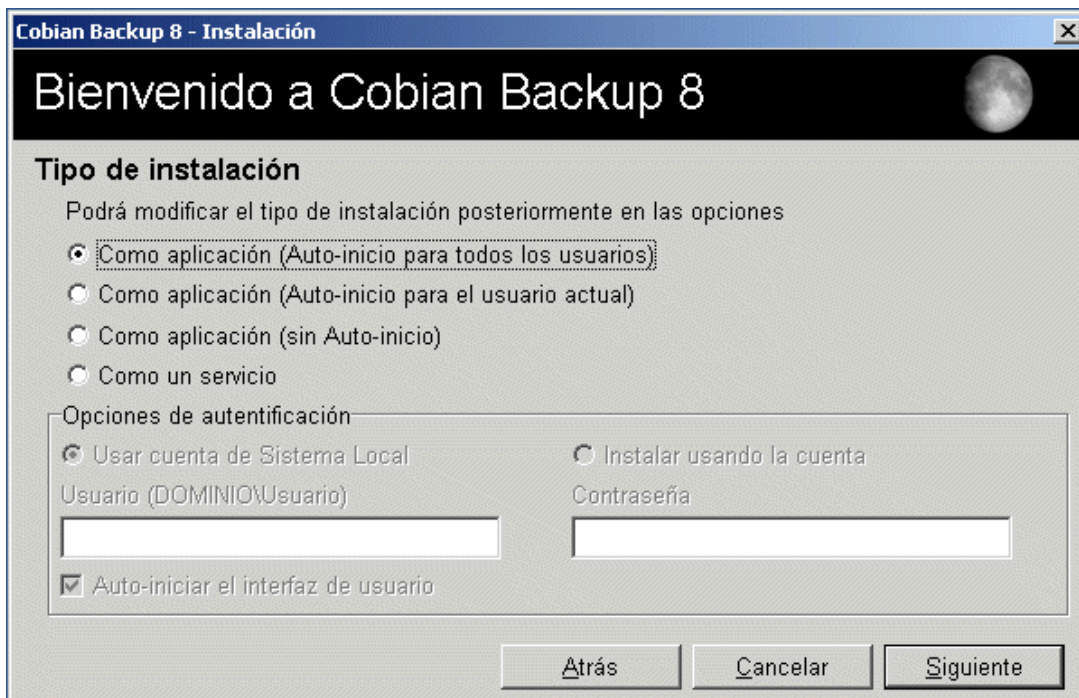 Cobian Backup 8 - Instalación
Bienvenido a Cobian Backup 8
Tipo de instalación
Podrá modificar el tipo de instalación posteriormente en las opciones
Como aplicación (Auto-inicio para todos los usuarios)
Como aplicación (Auto-inicio para el usuario actual)
Como aplicación (sin Auto-inicio)
Como un servicio
Opciones de autentificación
Usar cuenta de Sistema Local
Instalar usando la cuenta
Usuario (DOMINIO\Usuario)
Contraseña
Auto-iniciar el interfaz de usuario
Atrás
Cancelar
Siguiente